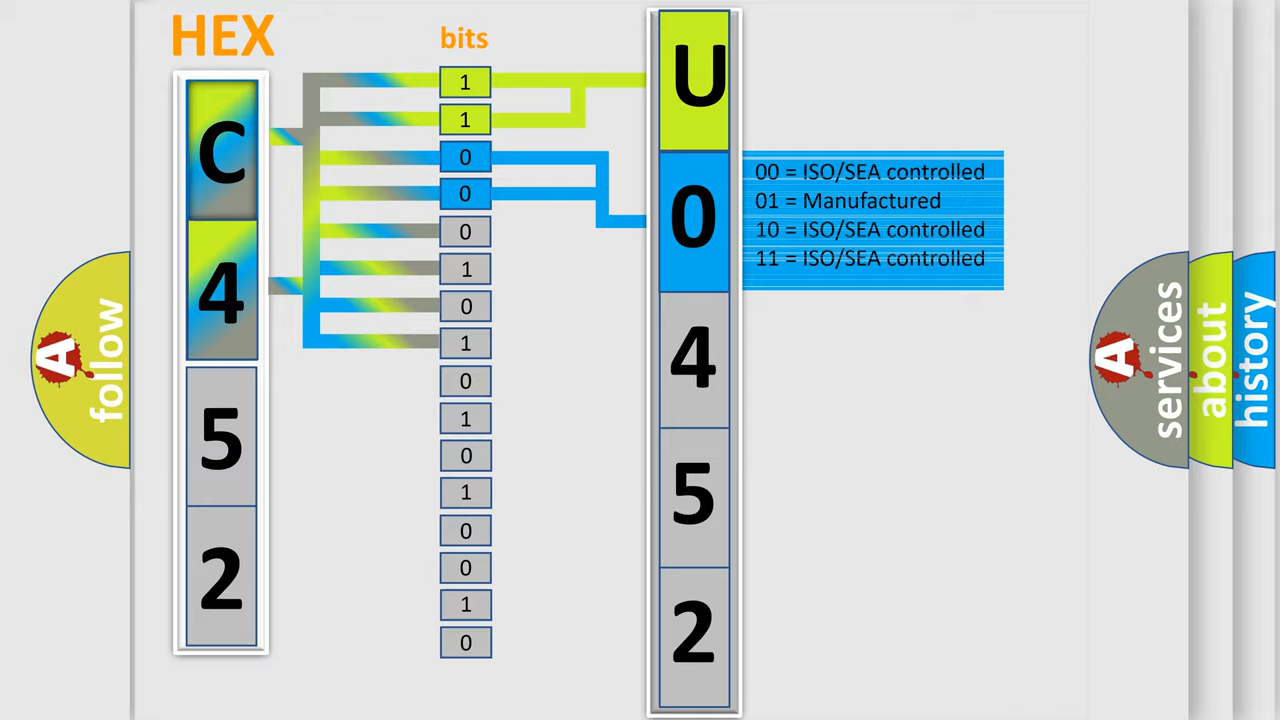 HEX
bits
C
4
5
2
1
1
0
0
0
1
0
1
0
1
0
1
0
0
1
0
U
0
4
5
2
00 = ISO/SEA controlled
01 = Manufactured
10 = ISO/SEA controlled
11 = ISO/SEA controlled
A
follow
A
services
about
history